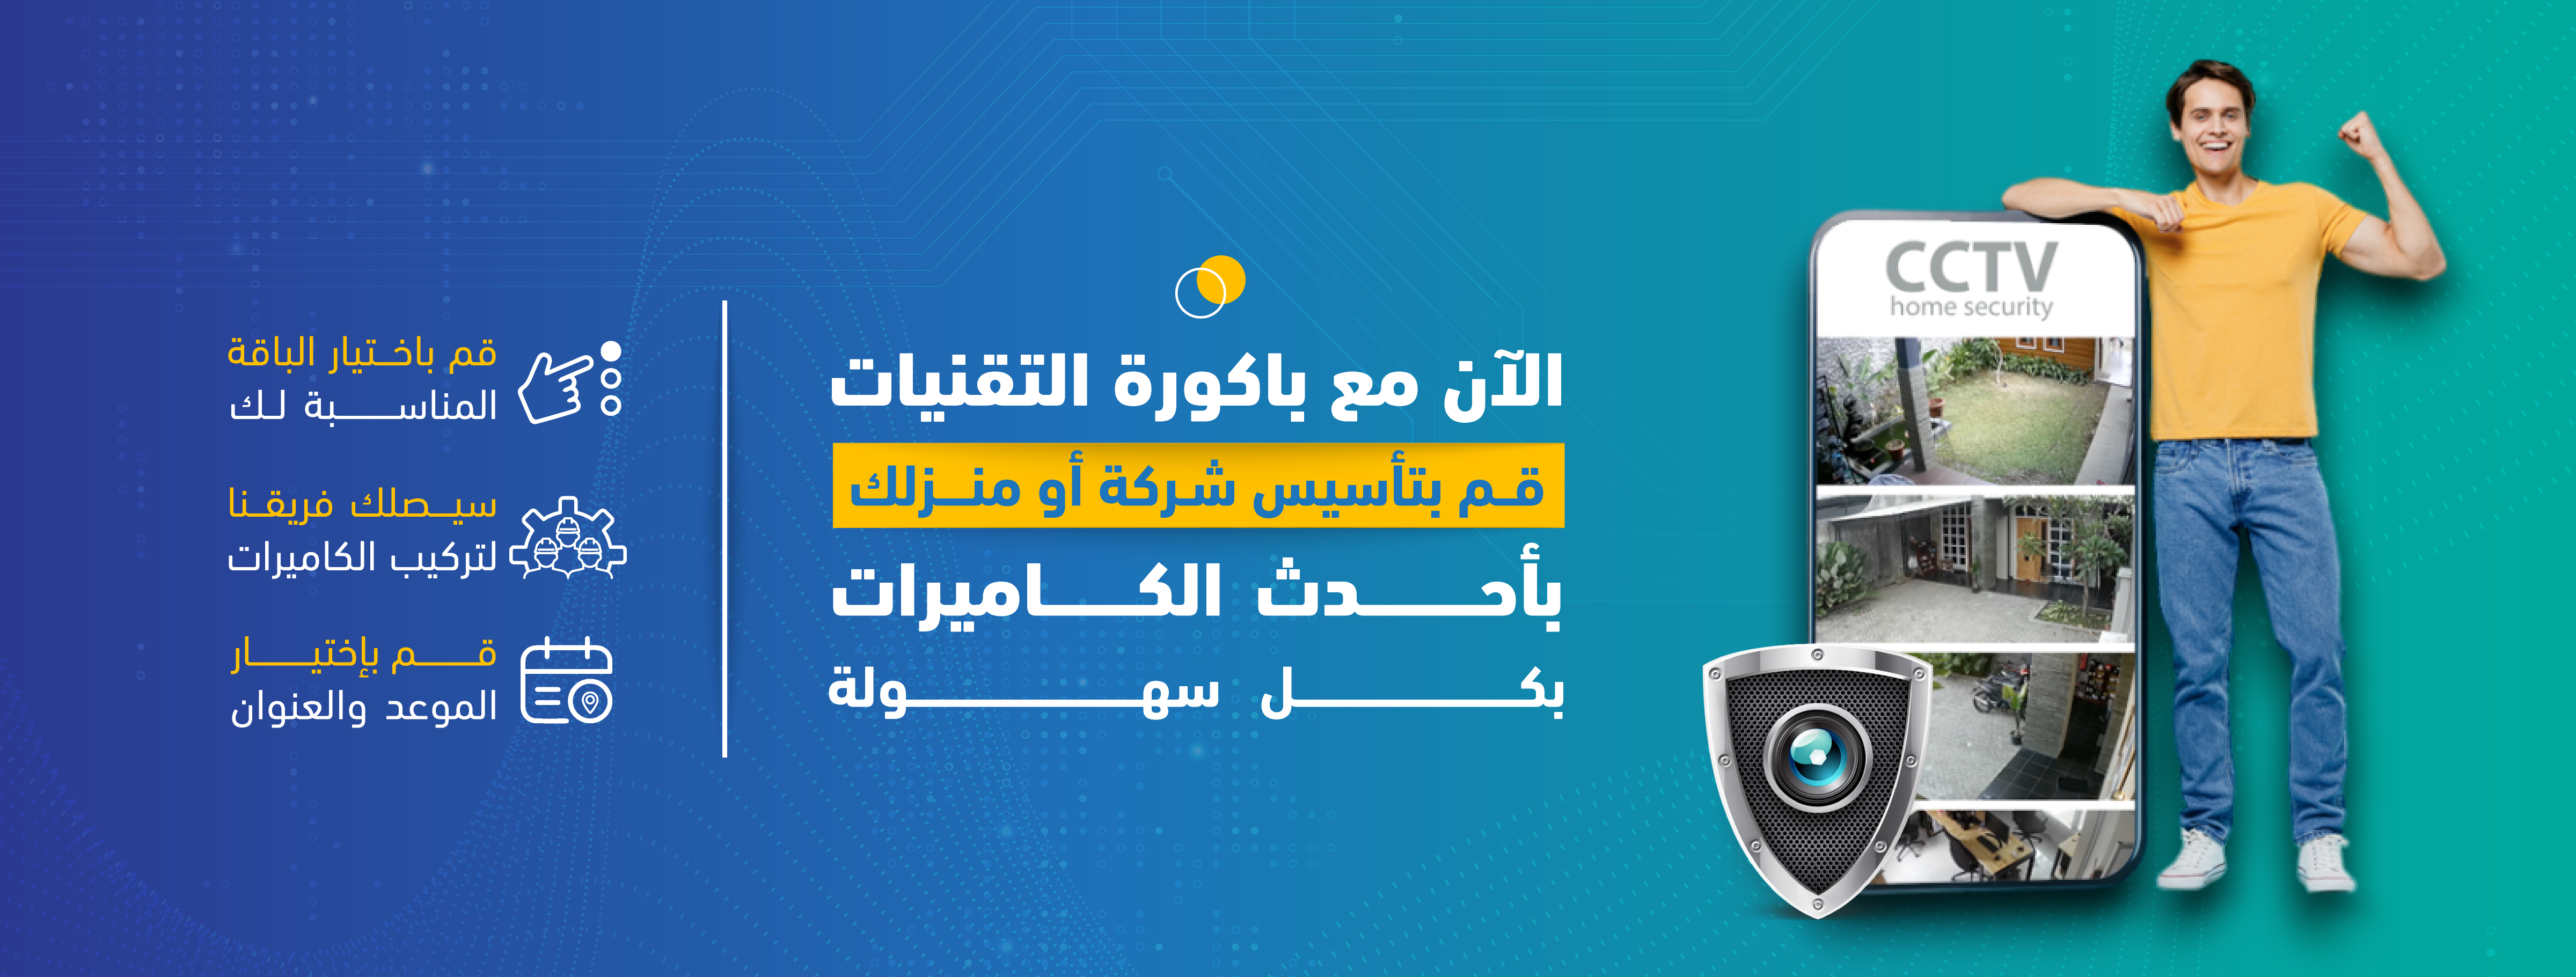 CCTV
home security
الآن مع باكورة التقنيات
قم بتأسيس شركة أو منزلك
بأحدث الكاميرات
بكل سهولة
قم باختيار الباقة
المناسبة لك
سيصلك فريقنا
لتركيب الكاميرات
قم بإختيار
الموعد والعنوان